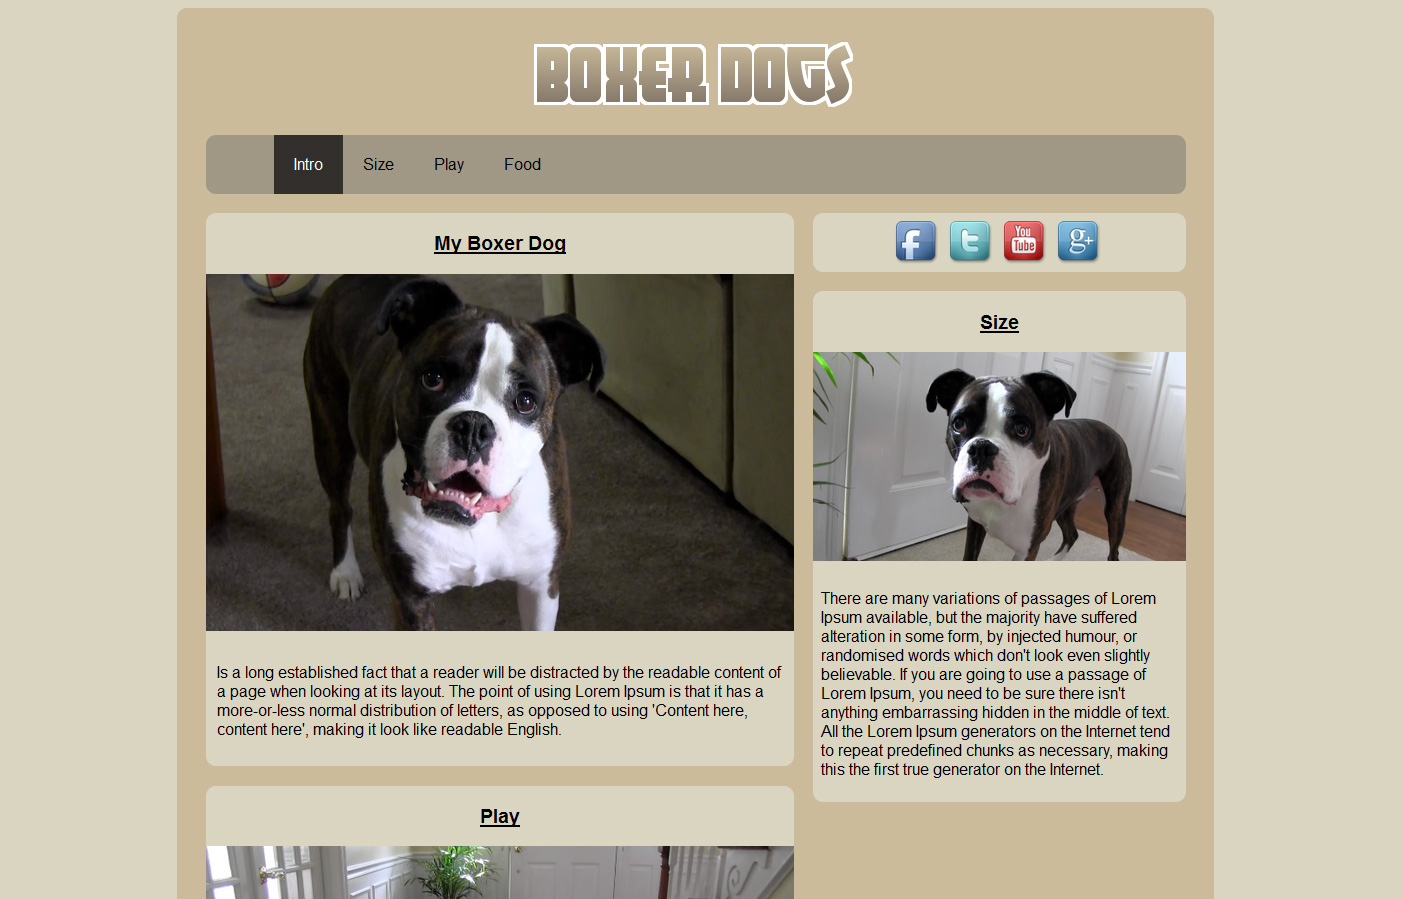 BOXER DOGS
Intro Size Play Food
My Boxer Dog
Is a long established fact that a reader will be distracted by the readable content of
a page when looking at its layout. The point of using Lorem Ipsum is that it has a
more-or-less normal distribution of letters, as opposed to using 'Content here,
content here', making it look like readable English.
Play
f t You Tube g+
Size
There are many variations of passages of Lorem
Ipsum available, but the majority have suffered
alteration in some form, by injected humour, or
randomised words which don't look even slightly
believable. If you are going to use a passage of
Lorem Ipsum, you need to be sure there isn't
anything embarrassing hidden in the middle of text.
All the Lorem Ipsum generators on the Internet tend
to repeat predefined chunks as necessary, making
this the first true generator on the Internet.